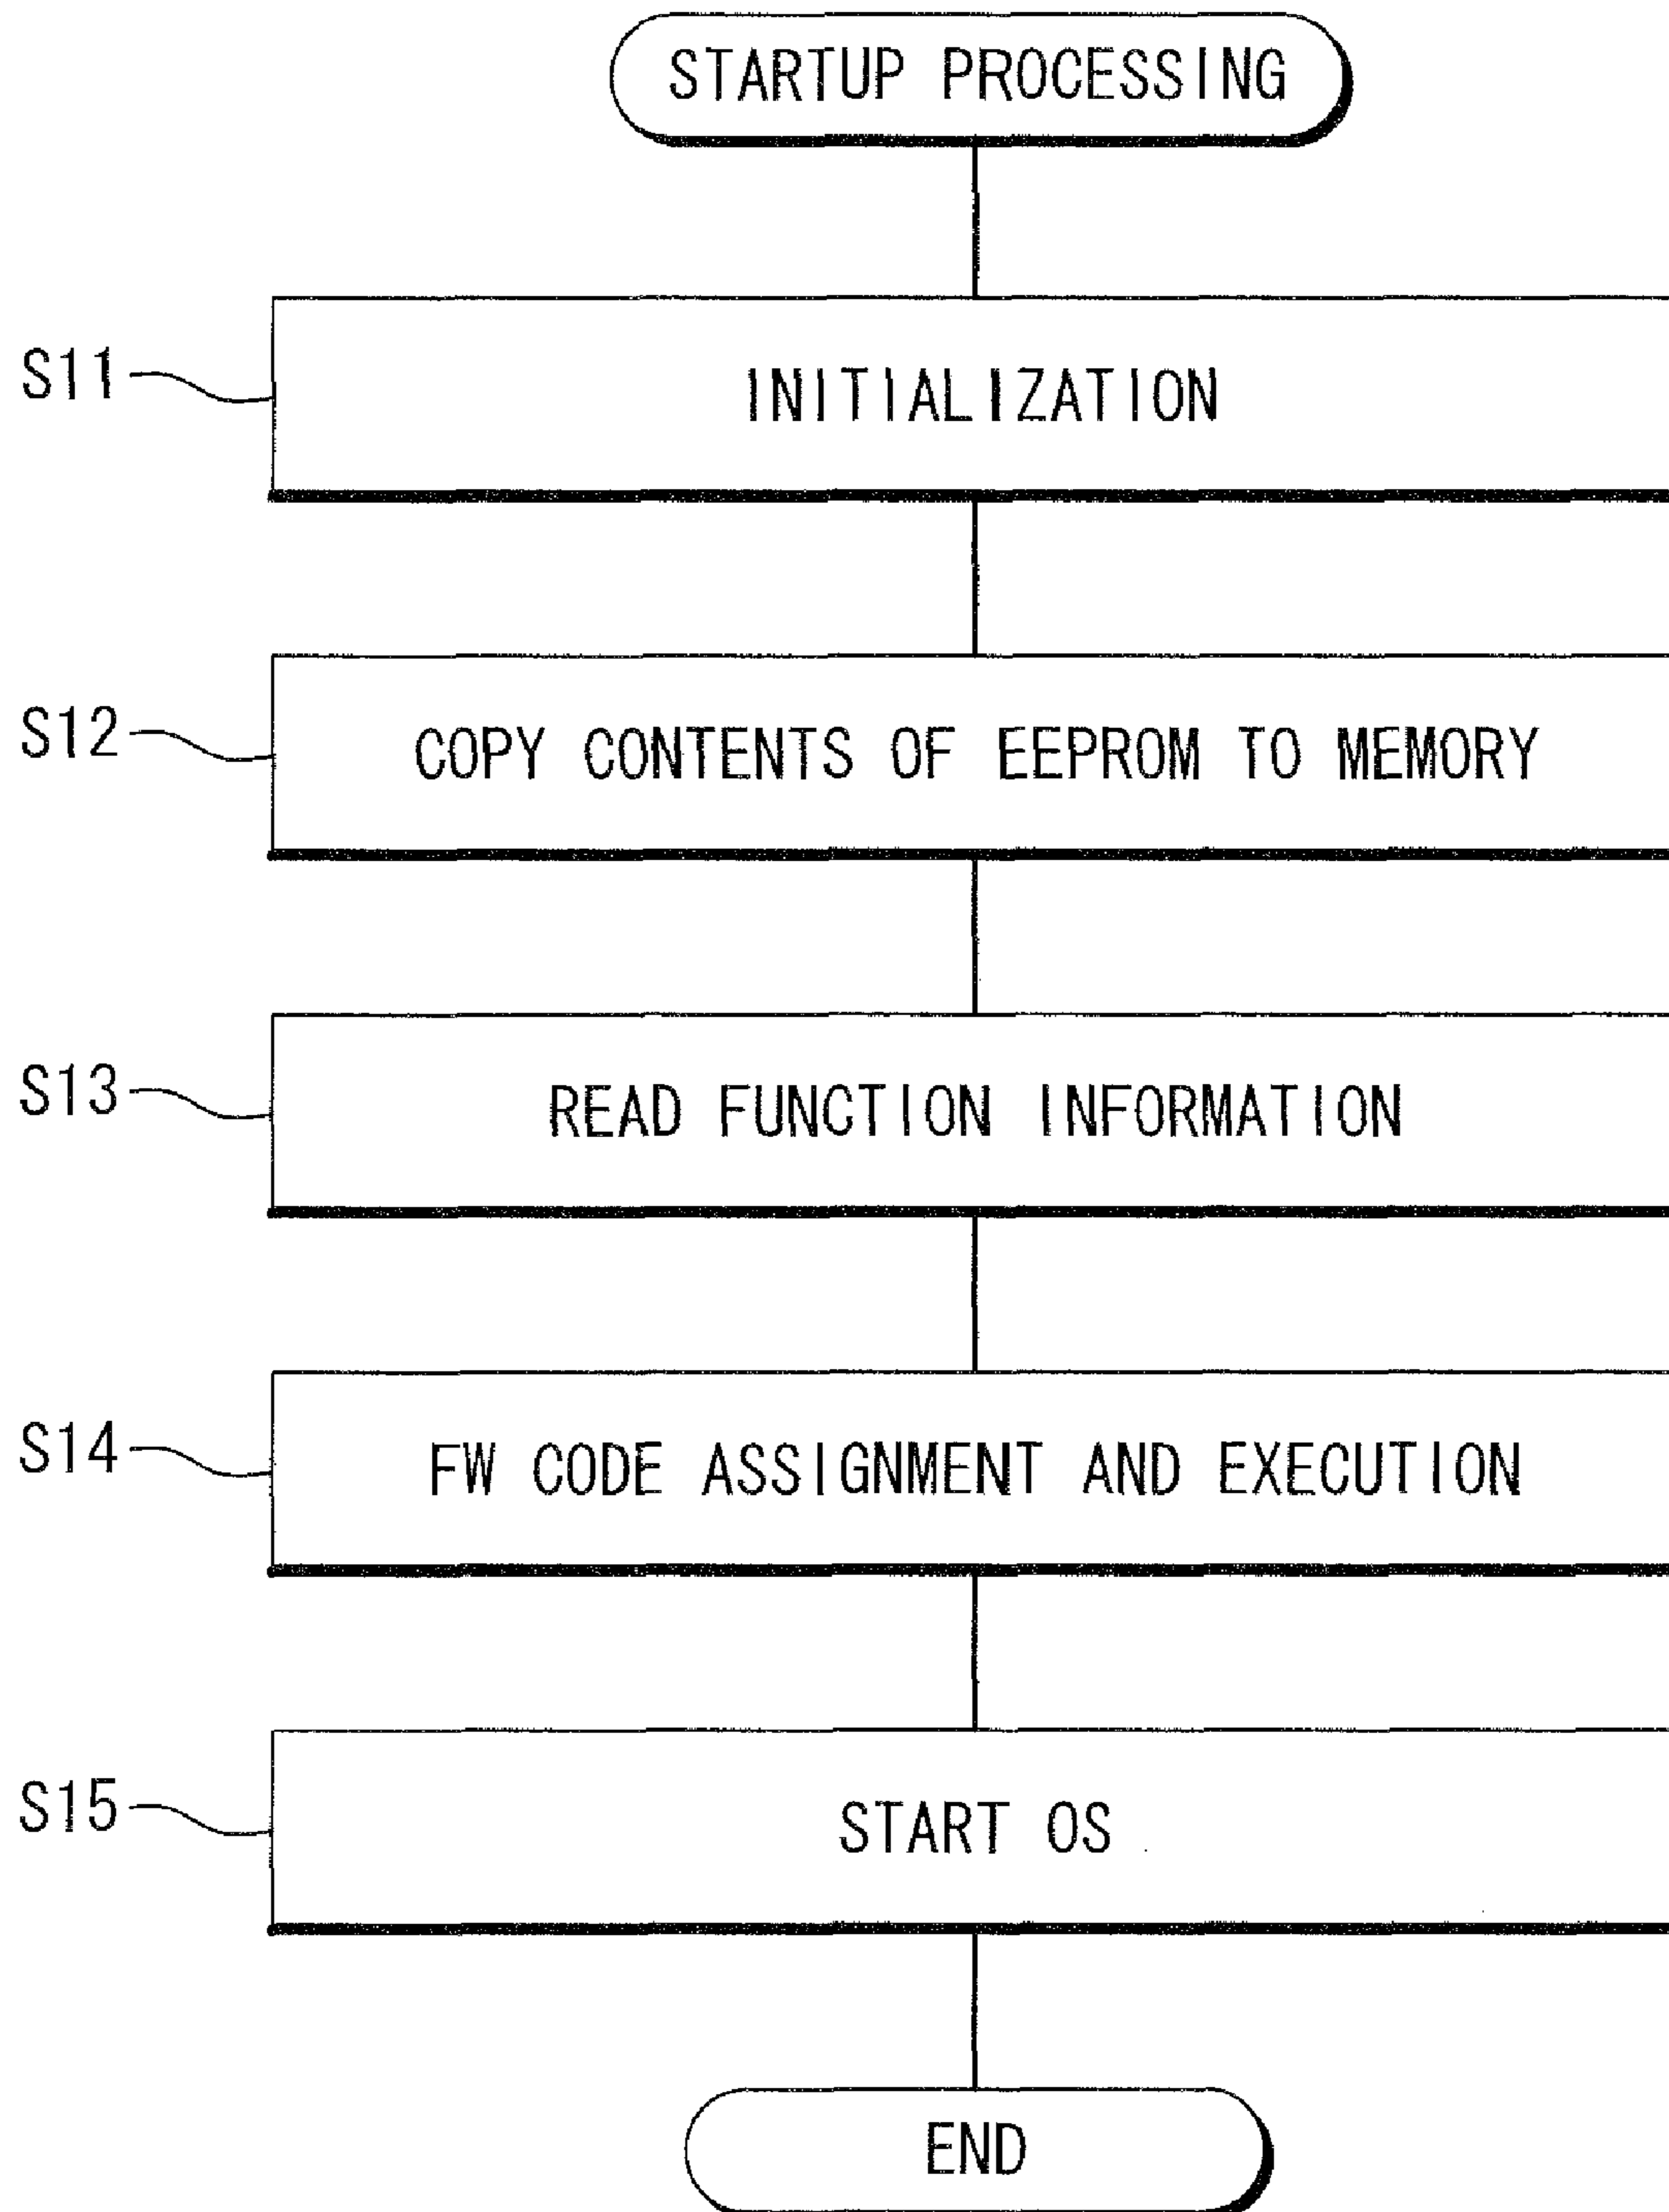 STARTUP PROCESSING
S11
INITIALIZATION
S12
COPY CONTENTS OF EEPROM TO MEMORY
S13
READ FUNCTION INFORMATION
S14
FW CODE ASSIGNMENT AND EXECUTION
S15
START OS
END